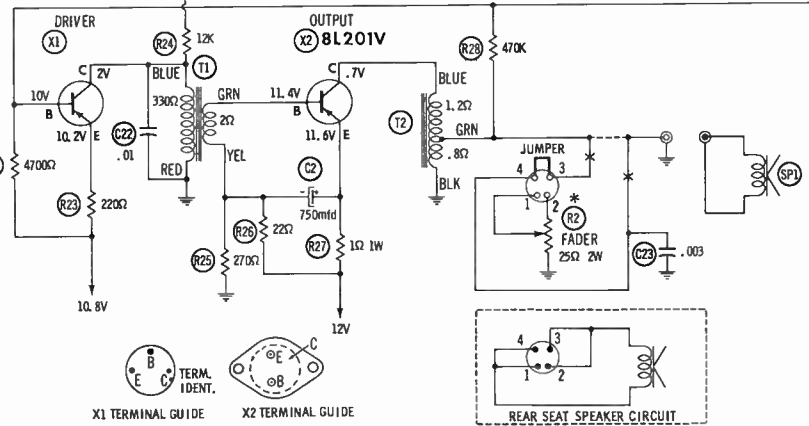 DRIVER
X1
R24
12K
OUTPUT
X2 8L201V
R28
470K
C
2V
BLUE
T1
C
.7V
BLUE
10V
B
10.2V
E
C22
.01
330Ω
GRN
2Ω
YEL
RED
11.4V
B
11.6V
E
T2
1.2Ω
GRN
.8Ω
BLK
JUMPER
4
3
1
2
*
R2
FADER
25Ω 2W
SP1
4700Ω
R23
220Ω
C2
-
+
750mfd
R26
22Ω
R27
1Ω 1W
R25
270Ω
C23
.003
10.8V
12V
B
E
C
TERM.
IDENT.
X1 TERMINAL GUIDE
E
B
C
X2 TERMINAL GUIDE
4
3
1
2
REAR SEAT SPEAKER CIRCUIT